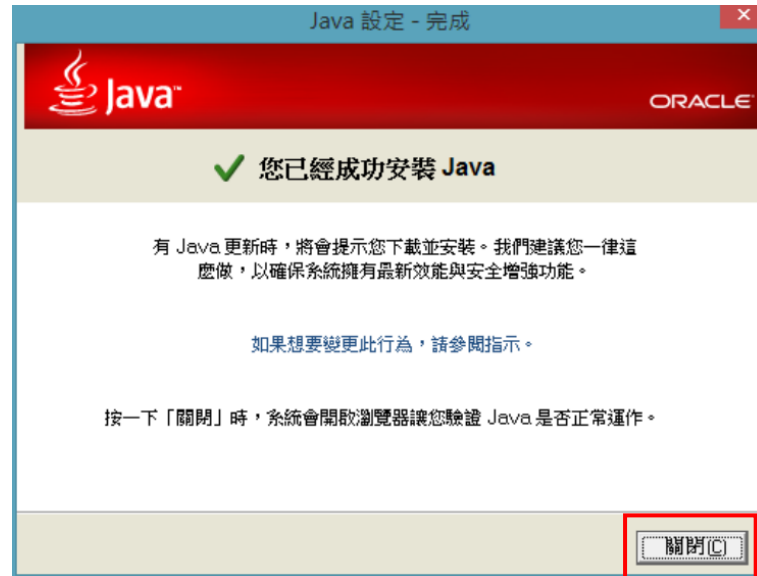 Java 設定 - 完成
Java™
ORACLE®
您已經成功安裝 Java
有 Java 更新時，將會提示您下載並安裝。我們建議您一律這
麼做，以確保系統擁有最新效能與安全增強功能。
如果想要變更此行為，請參閱指示。
按一下「關閉」時，系統會開啟瀏覽器讓您驗證 Java 是否正常運作。
關閉(C)